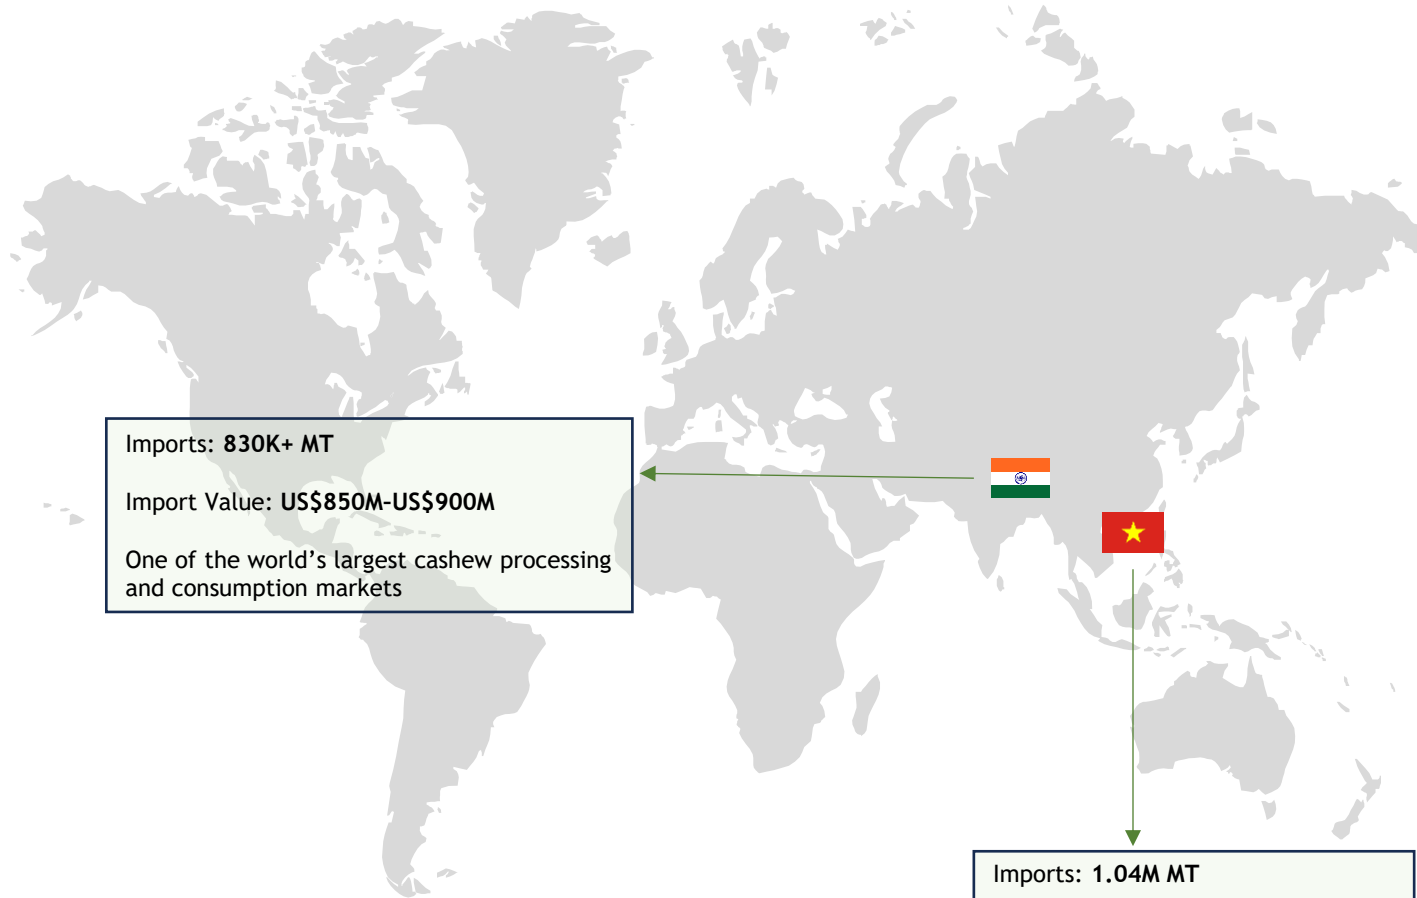 Imports: 830K+ MT
Import Value: US$850M-US$900M
One of the world’s largest cashew processing
and consumption markets
Imports: 1.04M MT